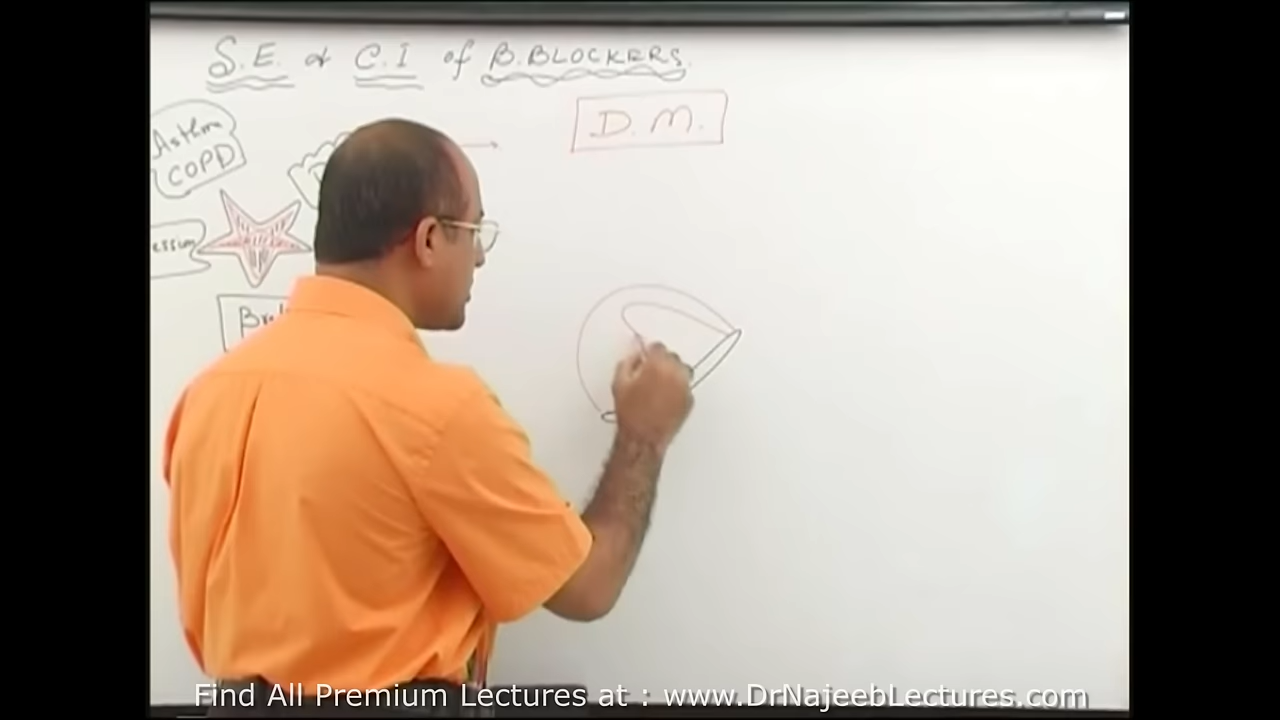 S.E. & C.I of B.BLOCKERS.
D.M.
Asthma
COPD
Find All Premium Lectures at : www.DrNajeebLectures.com